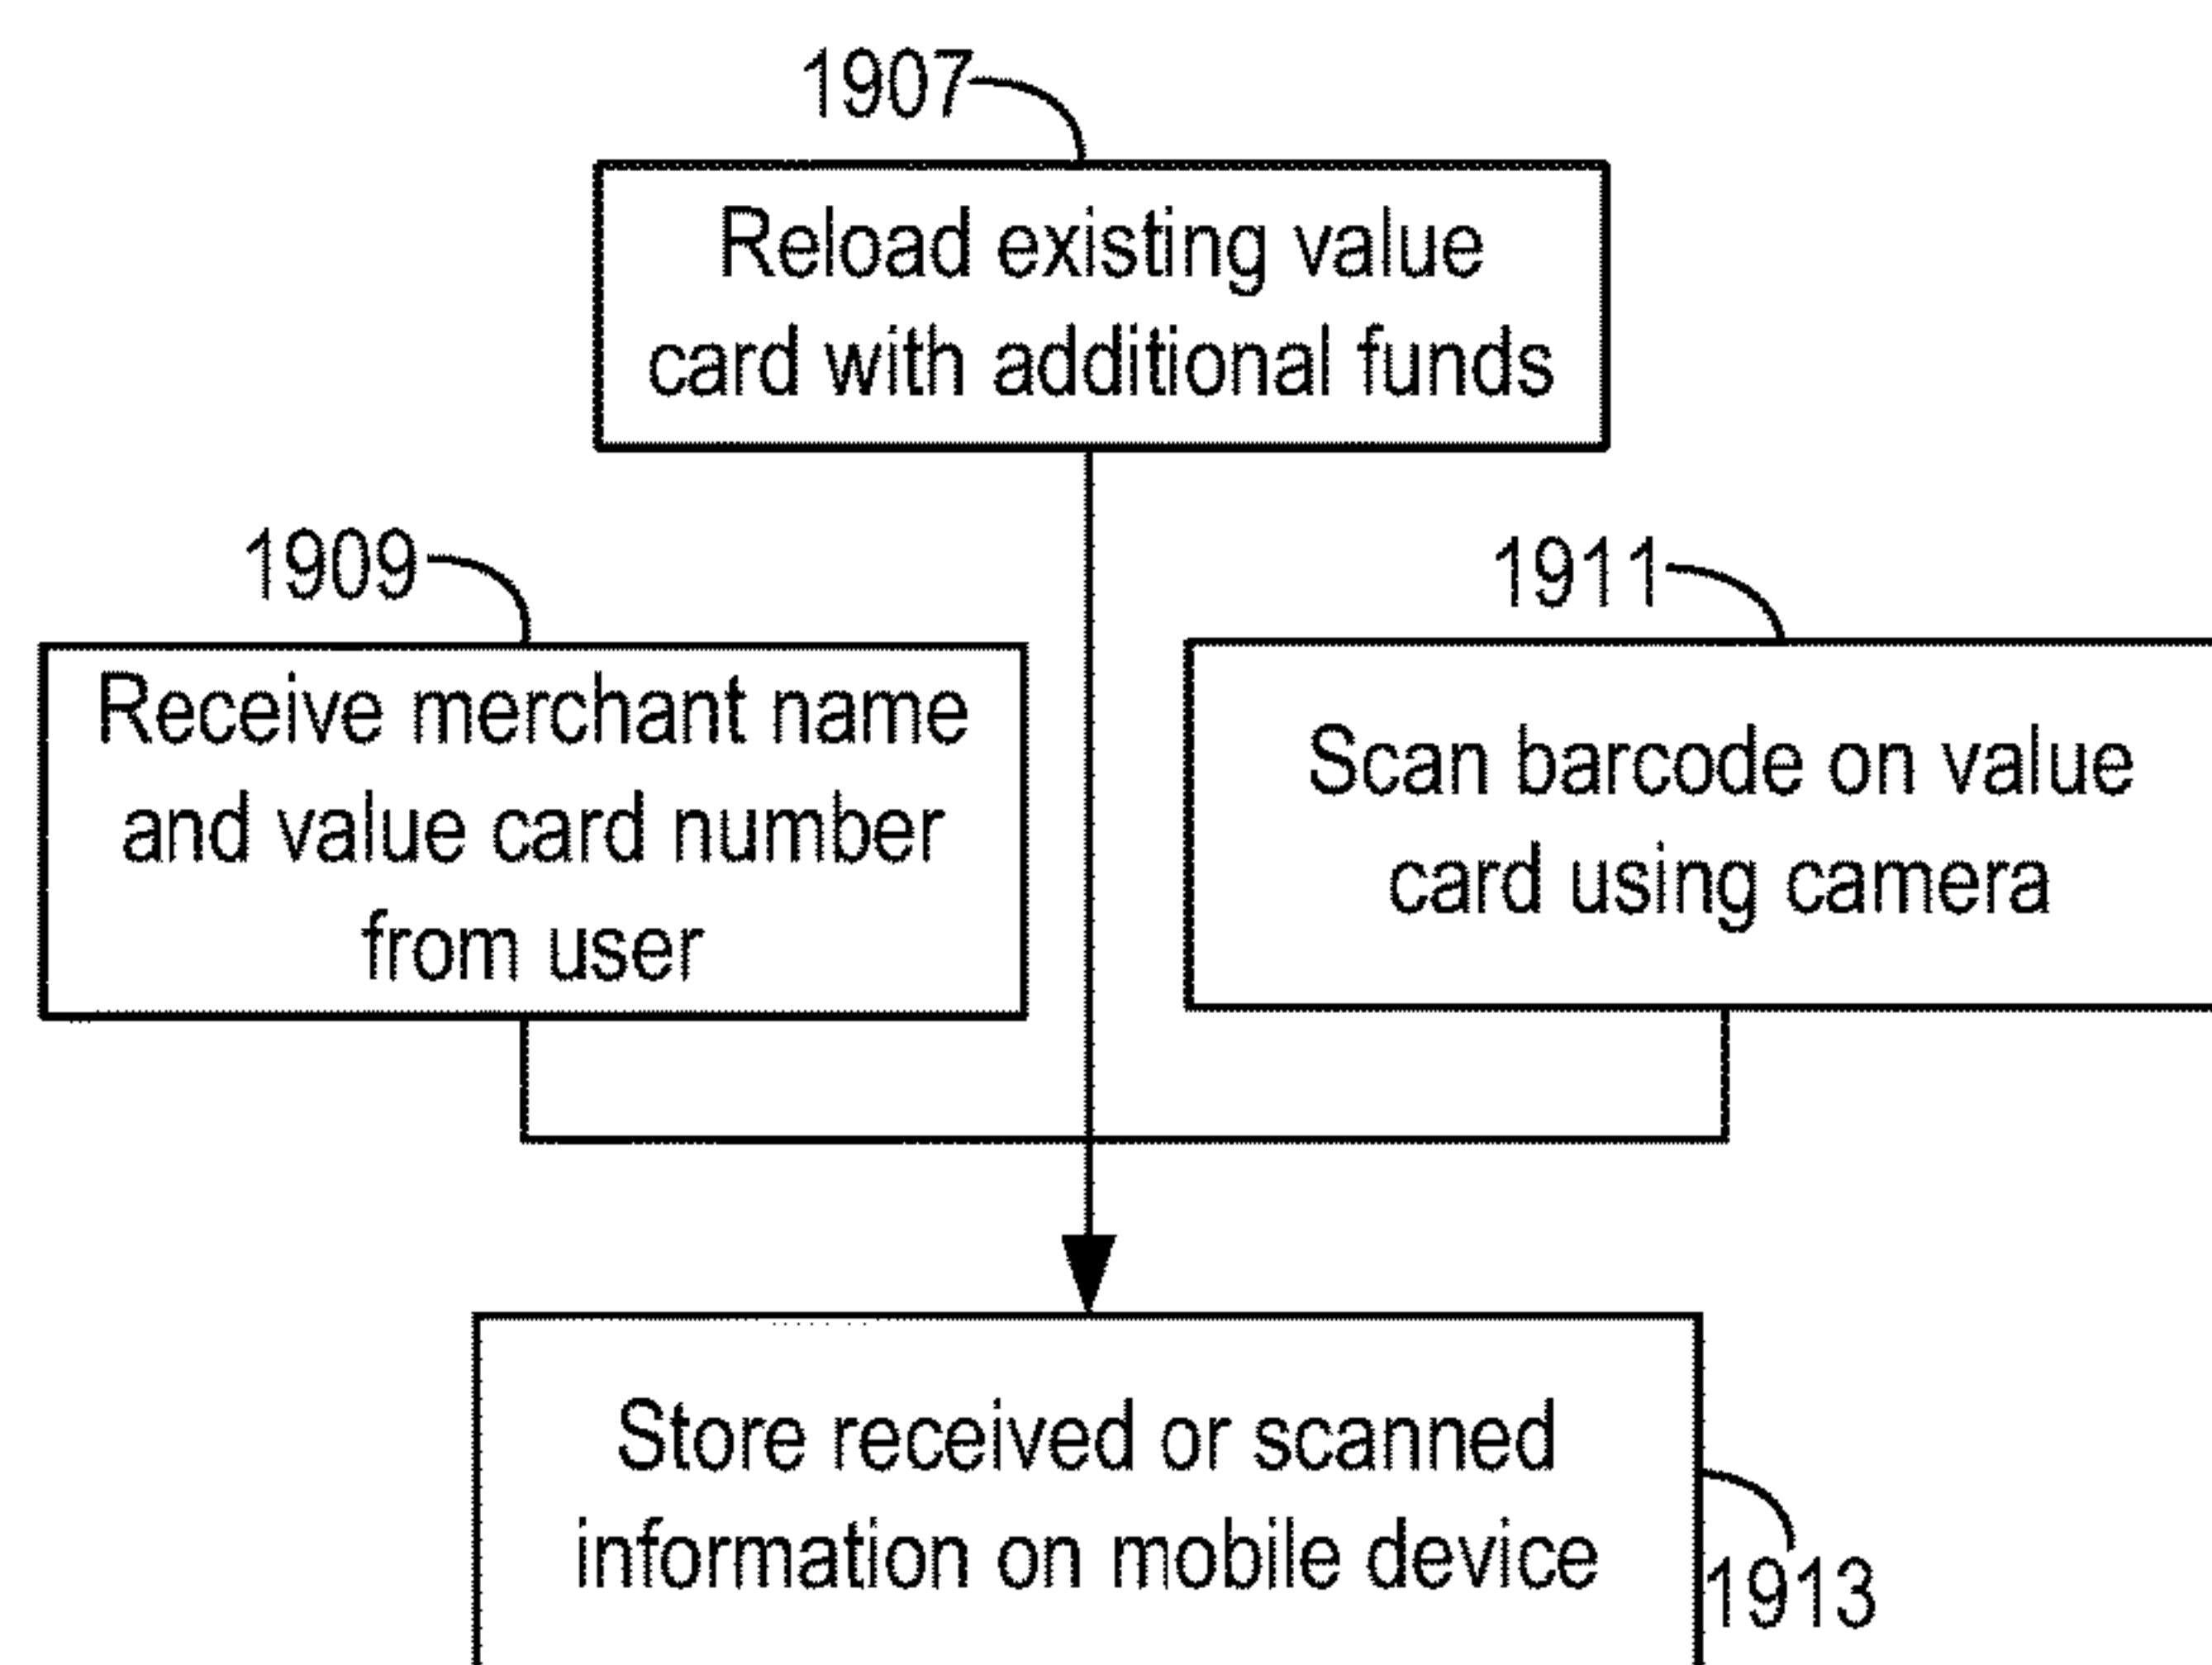 1907
Reload existing value
card with additional funds
1909
Receive merchant name
and value card number
from user
1911
Scan barcode on value
card using camera
Store received or scanned
information on mobile device
1913